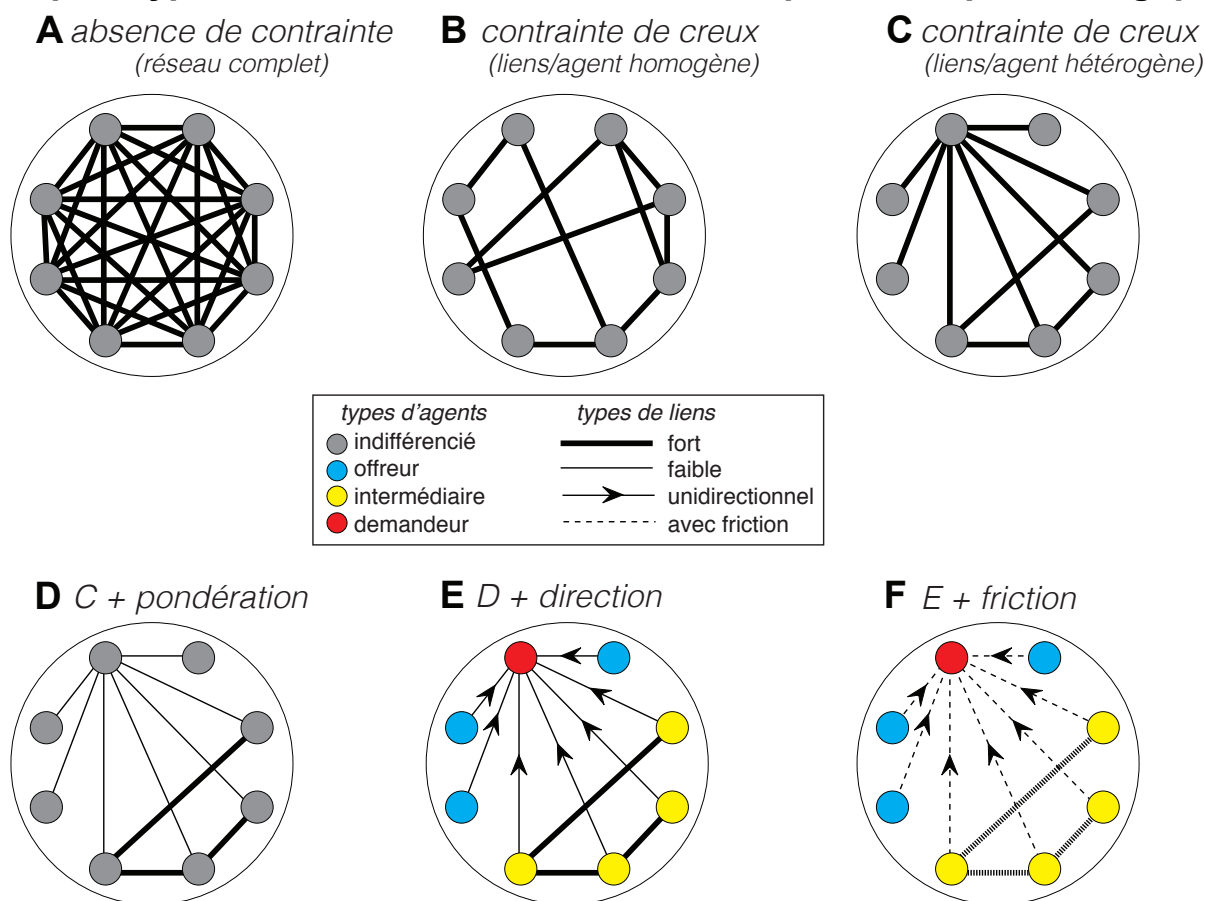 A absence de contrainte
(réseau complet)
B contrainte de creux
(liens/agent homogène)
C contrainte de creux
(liens/agent hétérogène)
types d'agents
indifférencié
offreur
intermédiaire
demandeur
types de liens
fort
faible
unidirectionnel
avec friction
D C + pondération
E D + direction
F E + friction